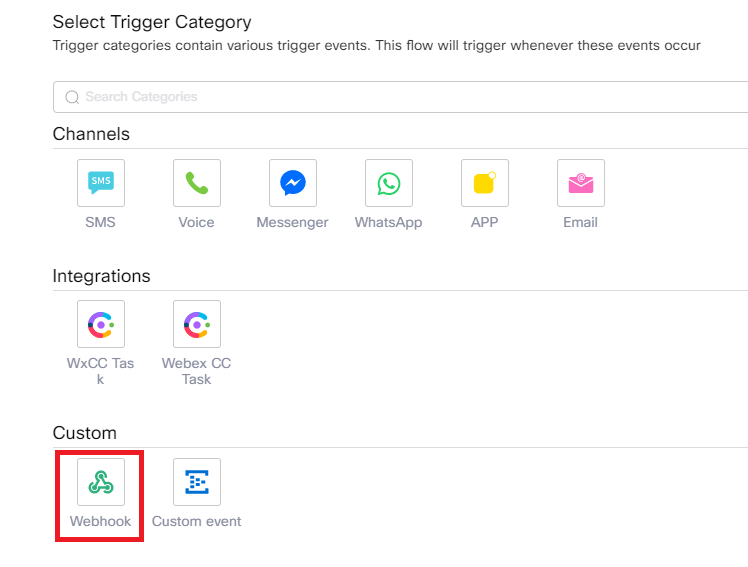 Select Trigger Category
Trigger categories contain various trigger events. This flow will trigger whenever these events occur
Search Categories
Channels
SMS
SMS Voice Messenger WhatsApp APP Email
Integrations
WxCC Tas Webex CC
k Task
Custom
Webhook Custom event